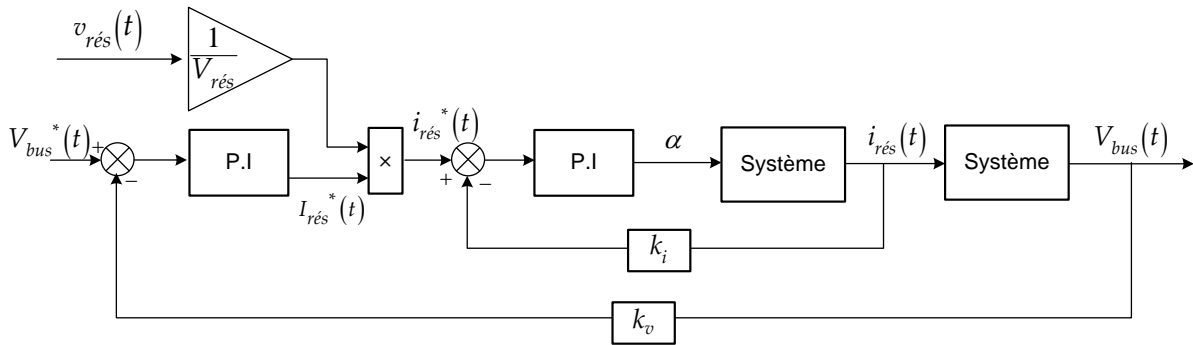 v_rés(t)
1
V_rés
V_bus*(t)
+
−
P.I
I_rés*(t)
×
i_rés*(t)
+
−
P.I
α
Système
i_rés(t)
Système
V_bus(t)
k_i
k_v